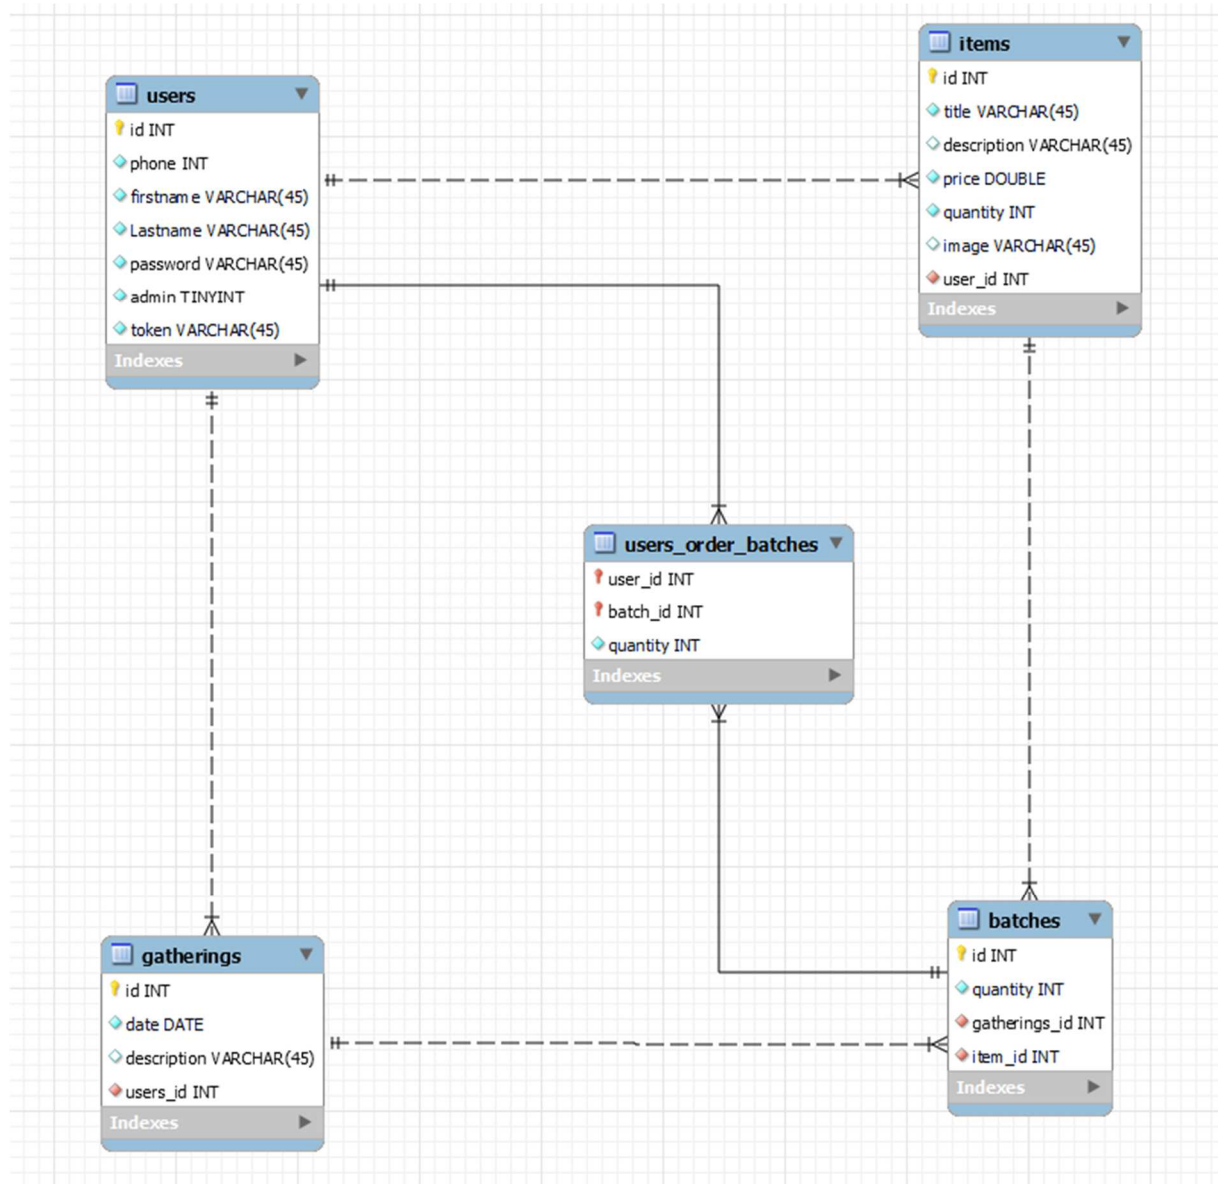 users
id INT
phone INT
firstname VARCHAR(45)
Lastname VARCHAR(45)
password VARCHAR(45)
admin TINYINT
token VARCHAR(45)
Indexes
items
id INT
title VARCHAR(45)
description VARCHAR(45)
price DOUBLE
quantity INT
image VARCHAR(45)
user_id INT
Indexes
users_order_batches
user_id INT
batch_id INT
quantity INT
Indexes
gatherings
id INT
date DATE
description VARCHAR(45)
users_id INT
Indexes
batches
id INT
quantity INT
gatherings_id INT
item_id INT
Indexes